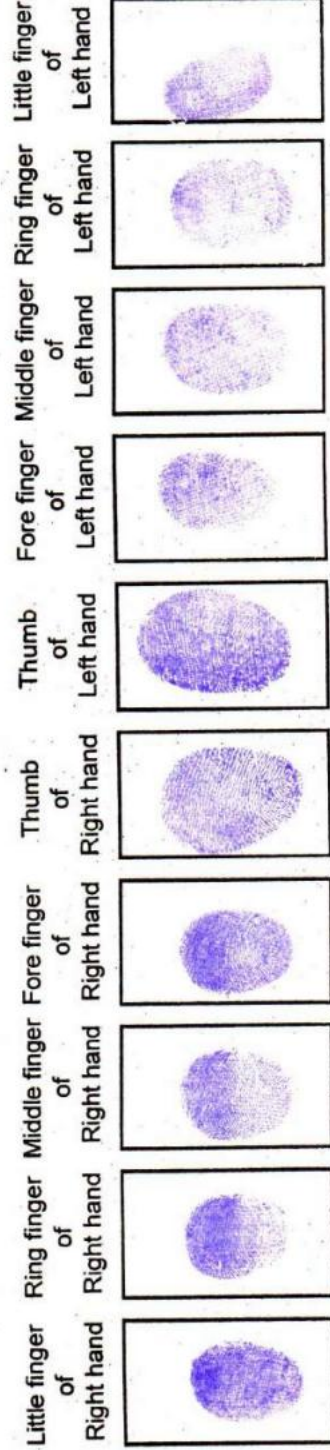 Little finger
of
Right hand
Ring finger
of
Right hand
Middle finger
of
Right hand
Fore finger
of
Right hand
Thumb
of
Right hand
Thumb
of
Left hand
Fore finger
of
Left hand
Middle finger
of
Left hand
Ring finger
of
Left hand
Little finger
of
Left hand